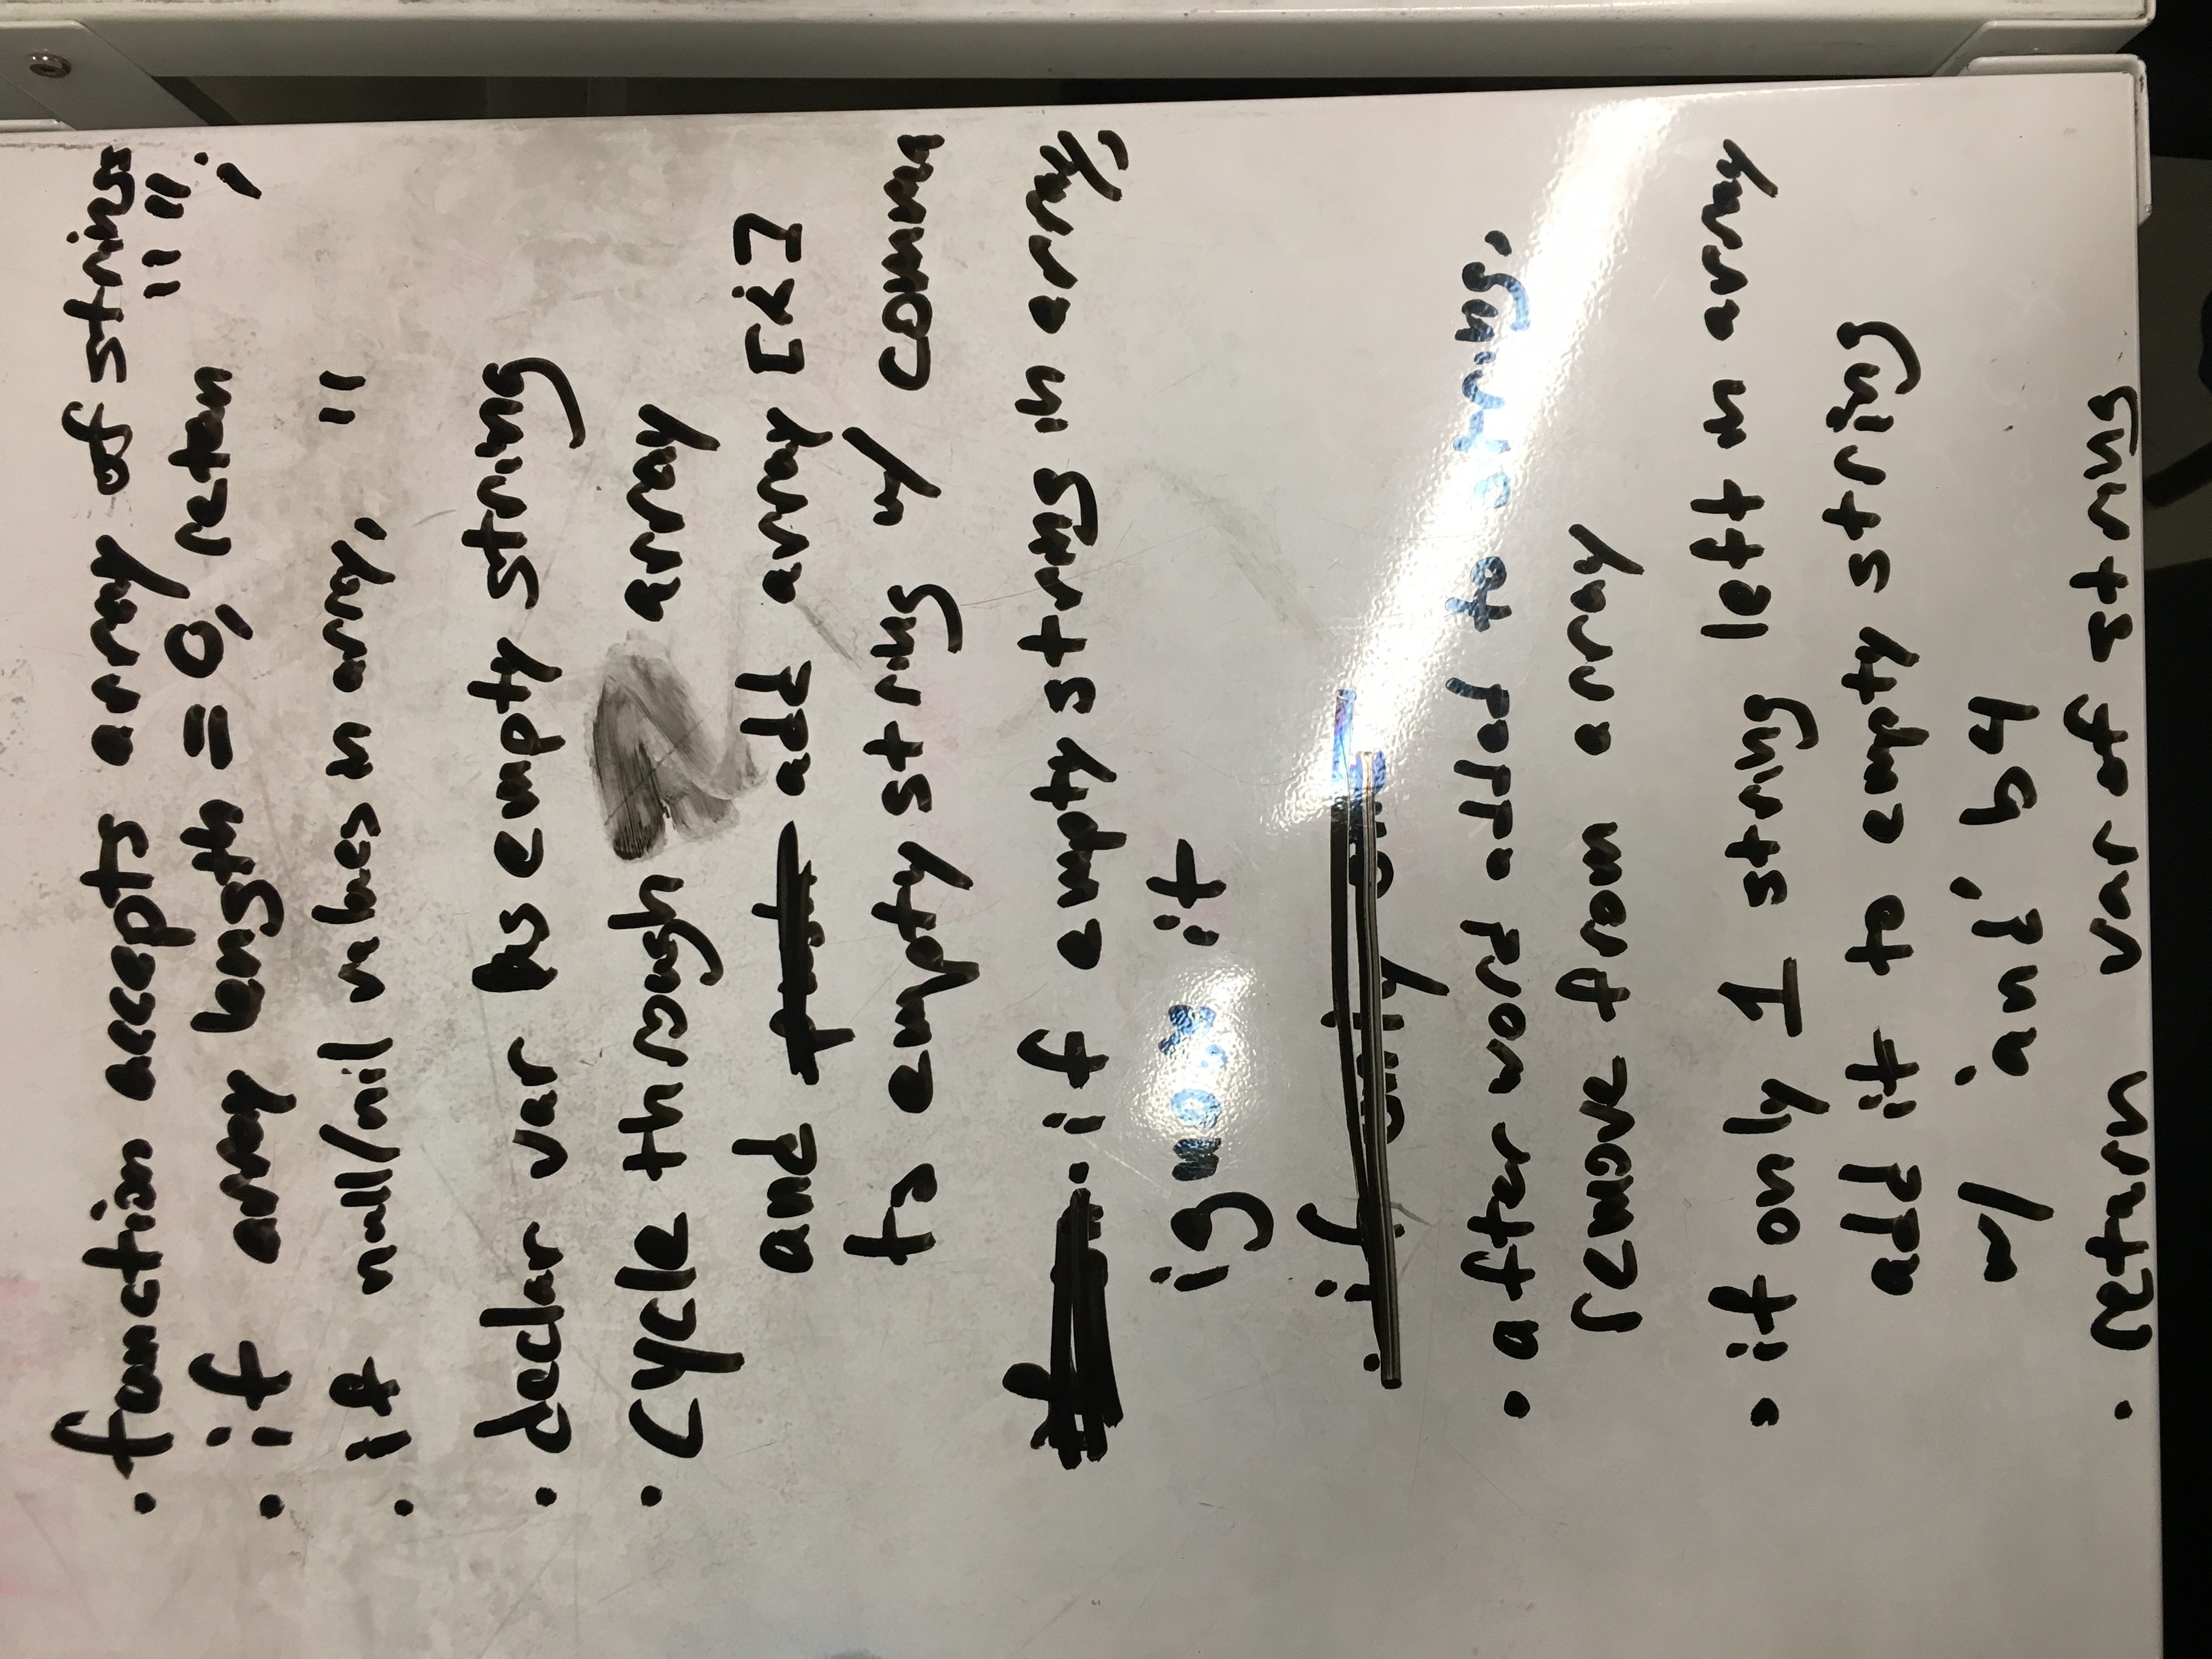 • function accepts array of strings
• if array length = 0, return " ";
• if null/nil values in array, "
• declar var as empty string
• cycle through array
and push add array [i]
to empty string w/ comma
• if empty string in array,
ignore it
• if only one
• after word added to string,
remove from array
• if only 1 string left in array
add it to empty string
w/ 'and' b4
• return var of string